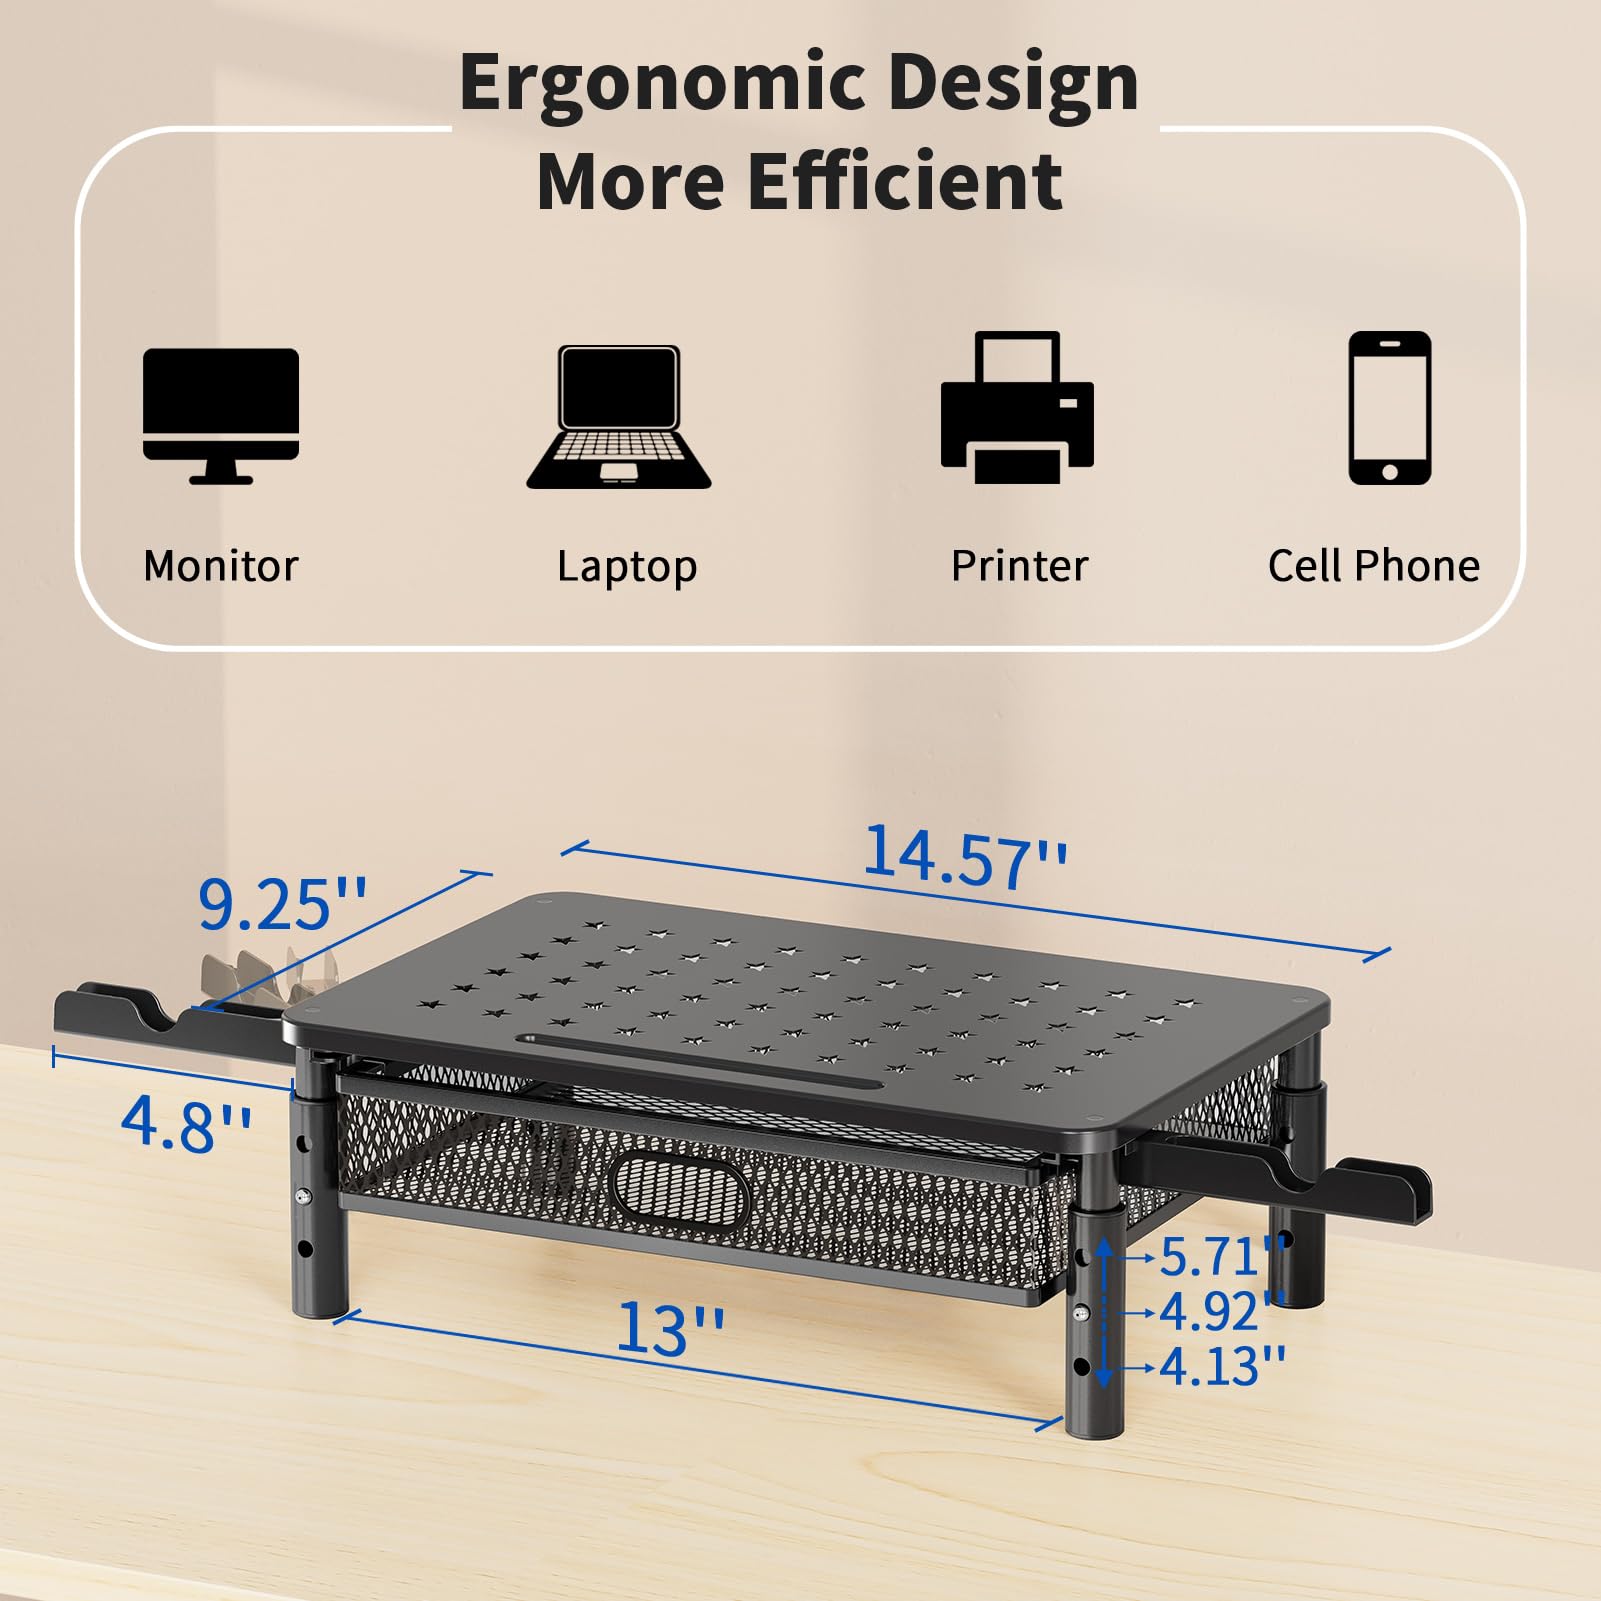 Ergonomic Design
More Efficient
Monitor
Laptop
Printer
Cell Phone
14.57''
9.25''
4.8''
13''
5.71''
4.92''
4.13''